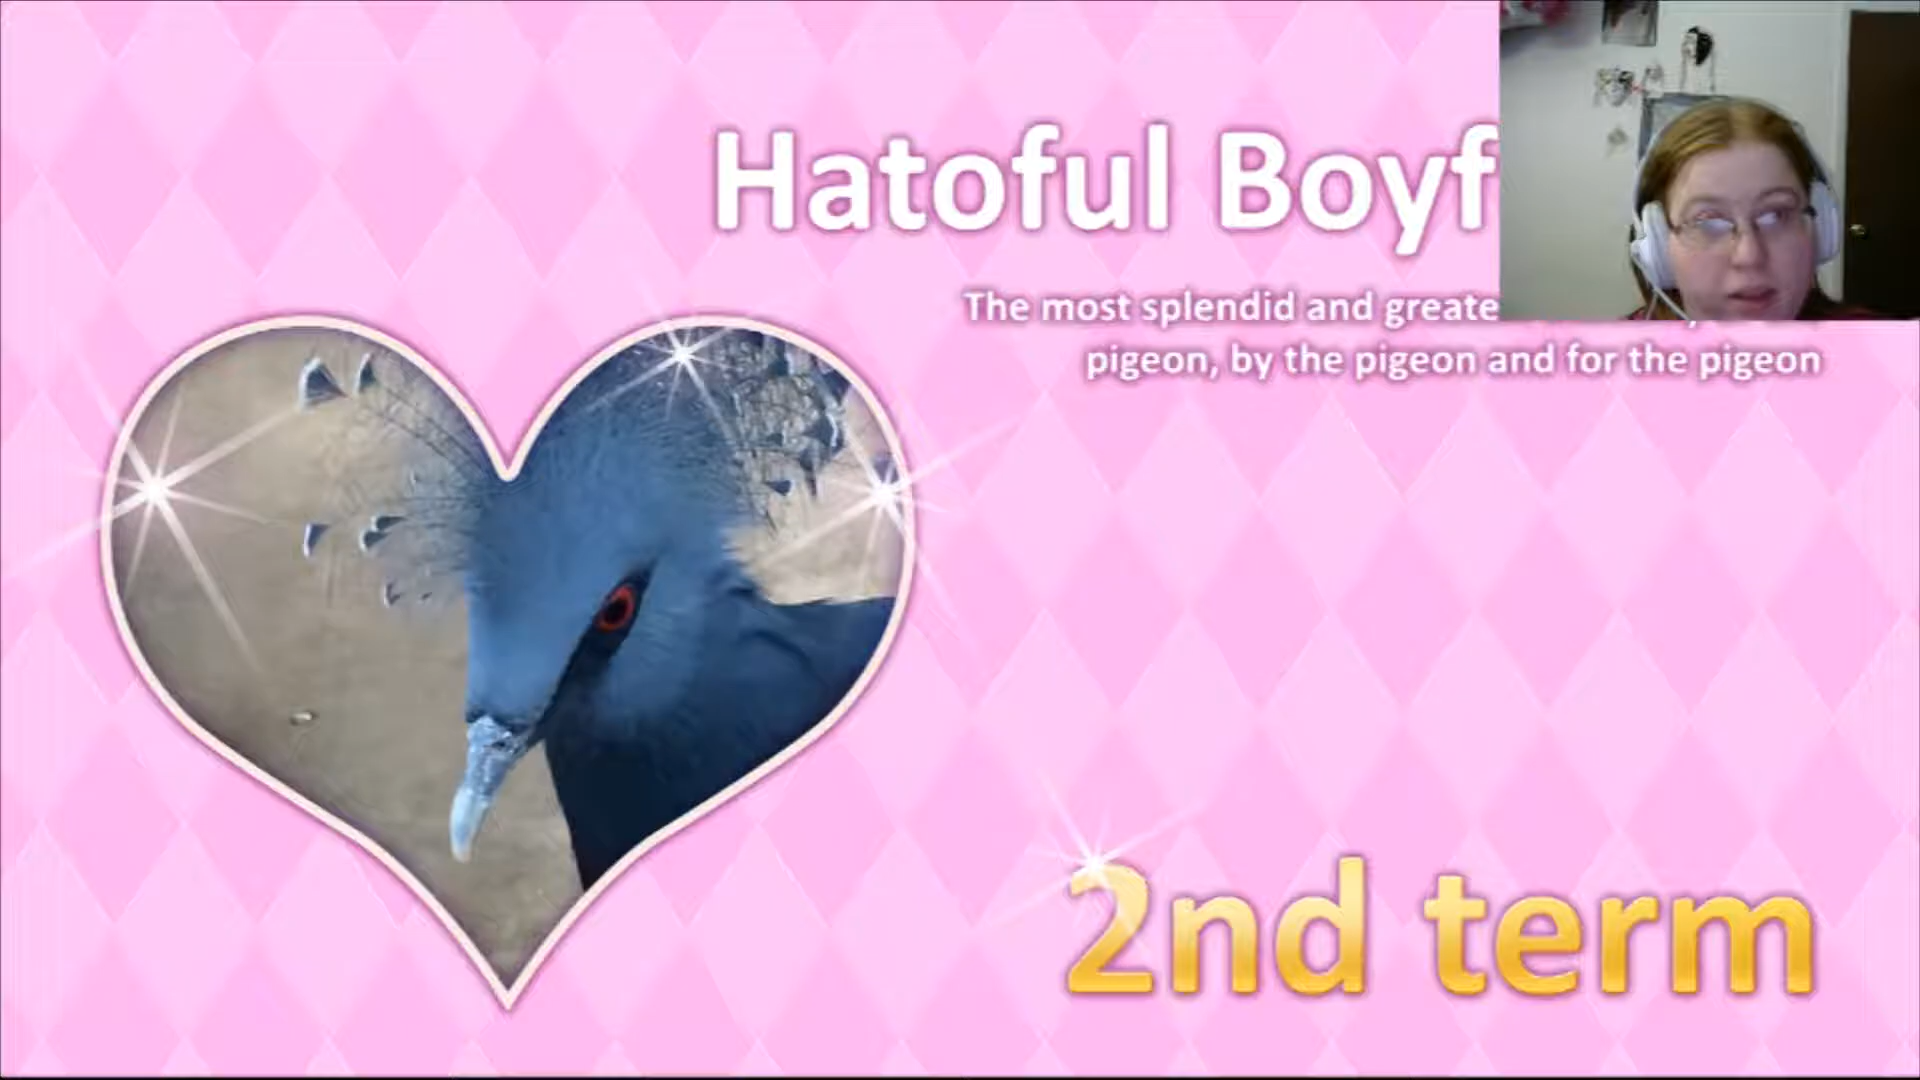 Hatoful Boyf
The most splendid and greate
pigeon, by the pigeon and for the pigeon
2nd term